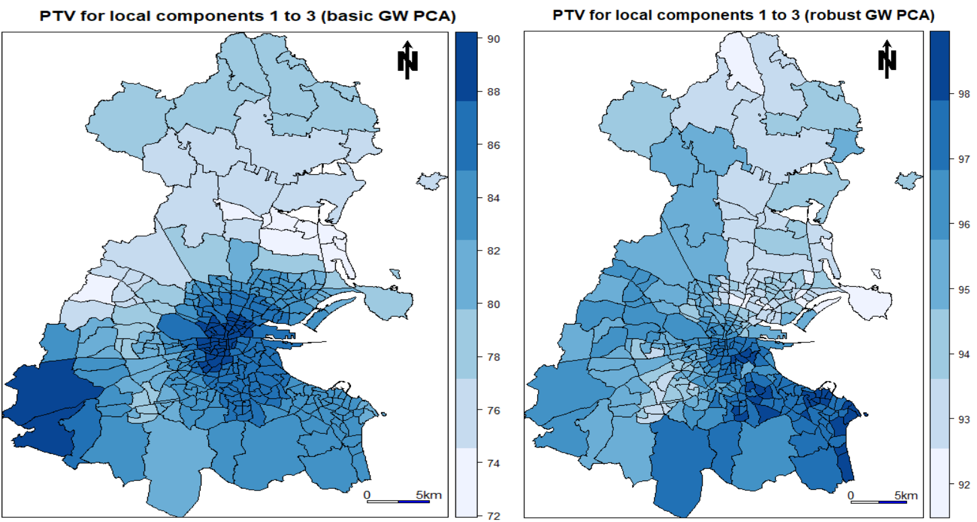 PTV for local components 1 to 3 (basic GW PCA)
N
90
88
86
84
82
80
78
76
74
72
0 5km
PTV for local components 1 to 3 (robust GW PCA)
N
98
97
96
95
94
93
92
0 5km